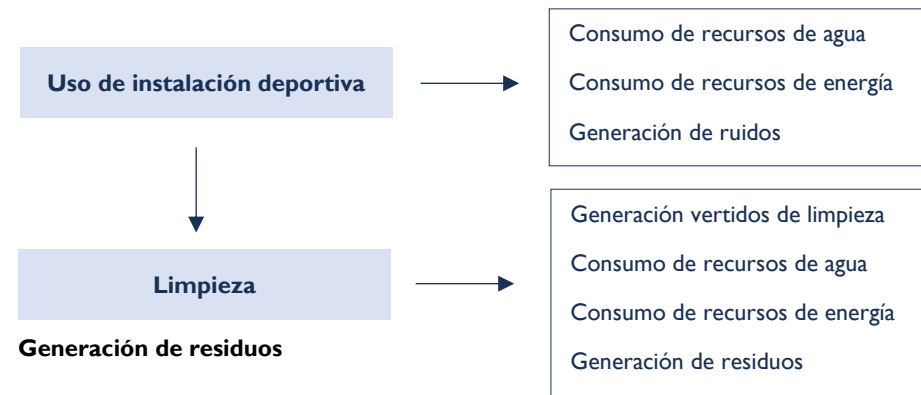 Uso de instalación deportiva
Consumo de recursos de agua
Consumo de recursos de energía
Generación de ruidos
Limpieza
Generación vertidos de limpieza
Consumo de recursos de agua
Consumo de recursos de energía
Generación de residuos
Generación de residuos